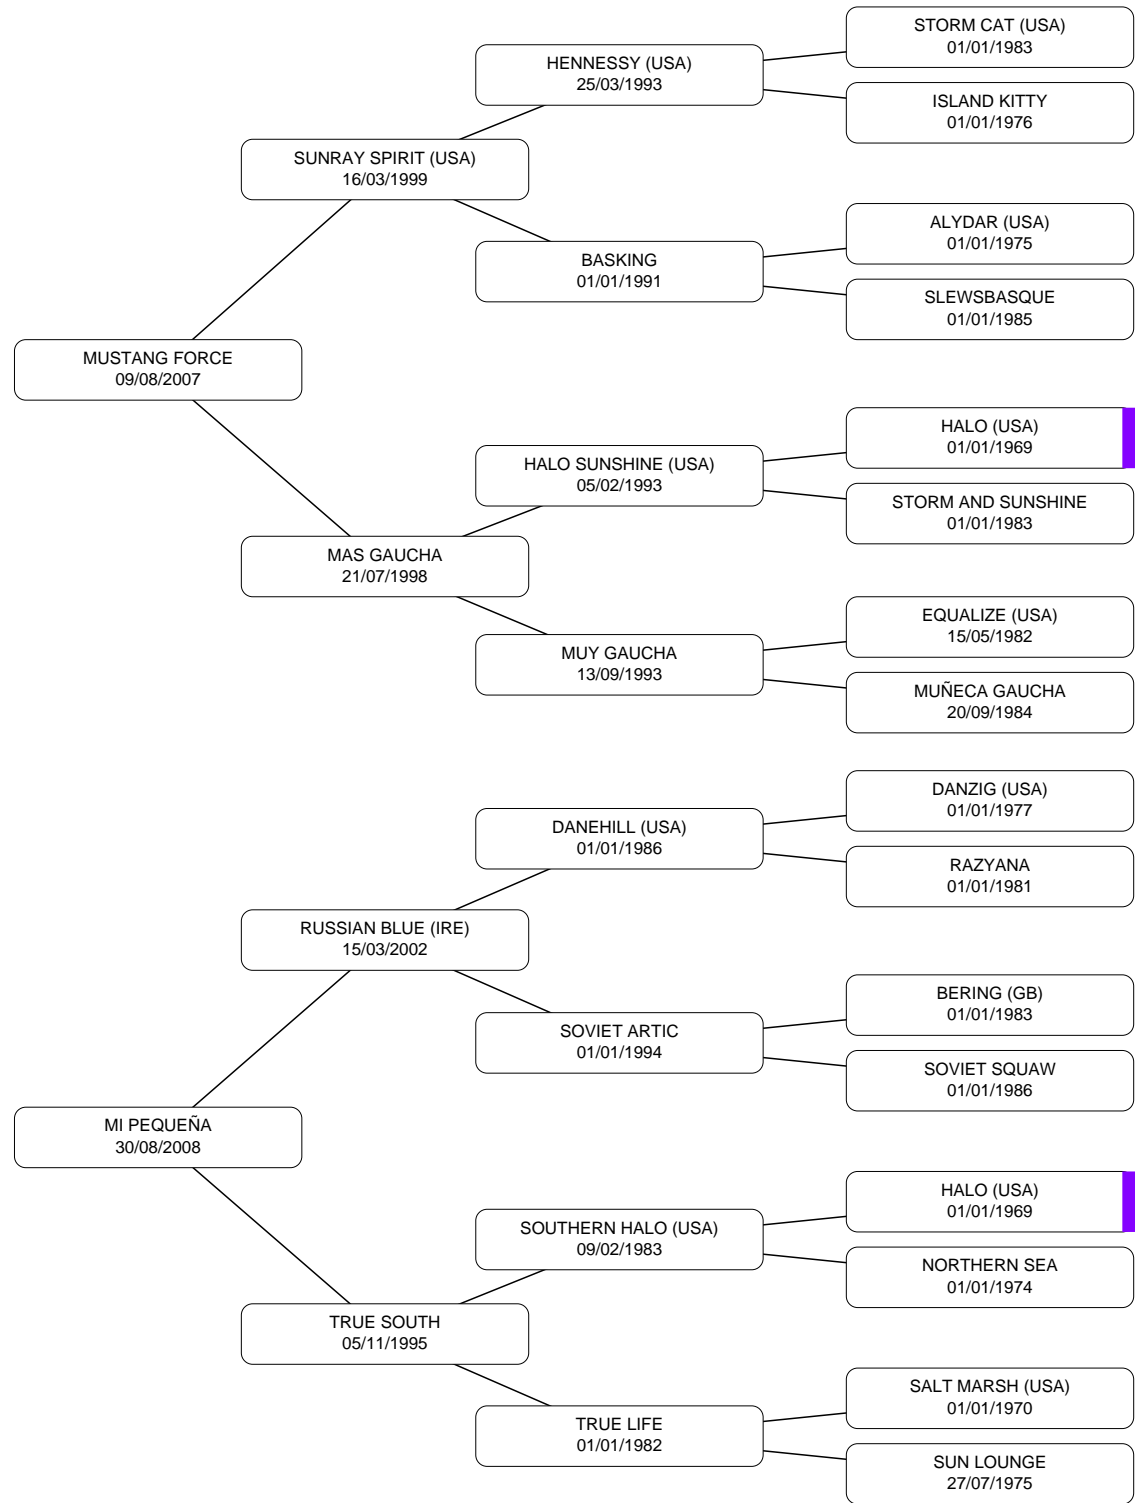 STORM CAT (USA)
01/01/1983
HENNESSY (USA)
25/03/1993
ISLAND KITTY
01/01/1976
SUNRAY SPIRIT (USA)
16/03/1999
ALYDAR (USA)
01/01/1975
BASKING
01/01/1991
SLEWSBASQUE
01/01/1985
MUSTANG FORCE
09/08/2007
HALO (USA)
01/01/1969
HALO SUNSHINE (USA)
05/02/1993
STORM AND SUNSHINE
01/01/1983
MAS GAUCHA
21/07/1998
EQUALIZE (USA)
15/05/1982
MUY GAUCHA
13/09/1993
MUÑECA GAUCHA
20/09/1984
DANZIG (USA)
01/01/1977
DANEHILL (USA)
01/01/1986
RAZYANA
01/01/1981
RUSSIAN BLUE (IRE)
15/03/2002
BERING (GB)
01/01/1983
SOVIET ARTIC
01/01/1994
SOVIET SQUAW
01/01/1986
MI PEQUEÑA
30/08/2008
HALO (USA)
01/01/1969
SOUTHERN HALO (USA)
09/02/1983
NORTHERN SEA
01/01/1974
TRUE SOUTH
05/11/1995
SALT MARSH (USA)
01/01/1970
TRUE LIFE
01/01/1982
SUN LOUNGE
27/07/1975